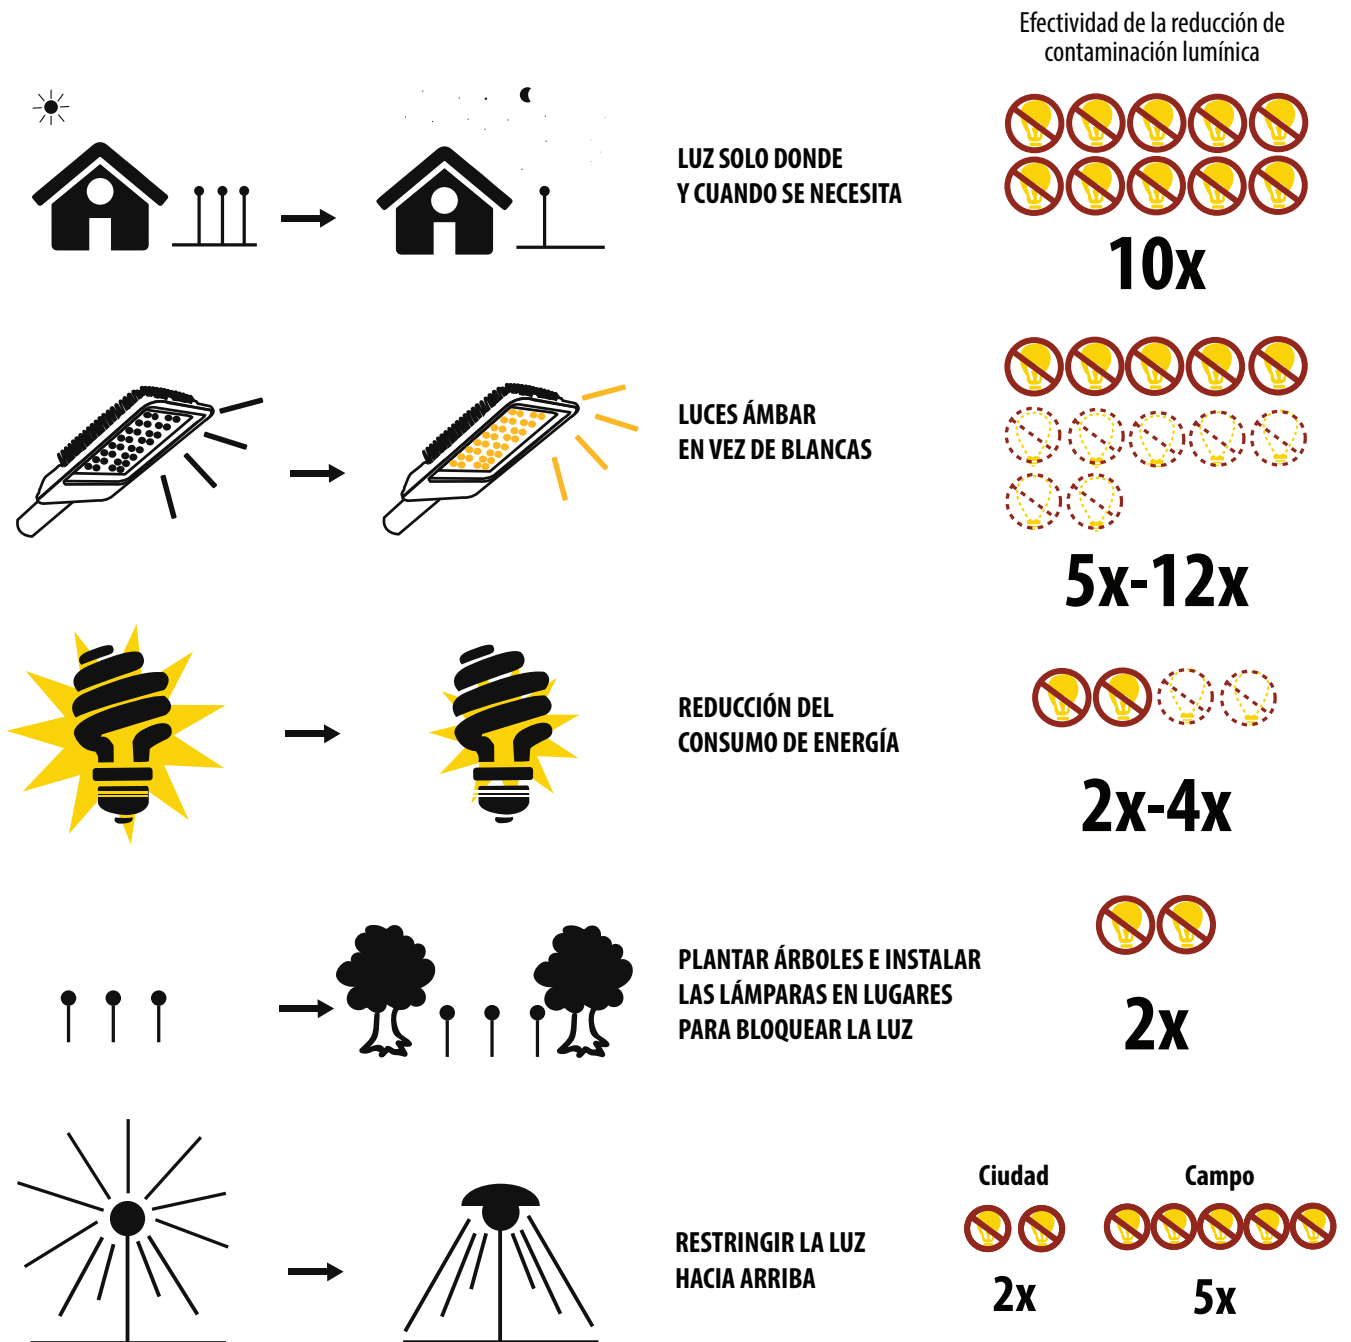 Efectividad de la reducción de
contaminación lumínica
LUZ SOLO DONDE
Y CUANDO SE NECESITA
10x
LUCES ÁMBAR
EN VEZ DE BLANCAS
5x-12x
REDUCCIÓN DEL
CONSUMO DE ENERGÍA
2x-4x
PLANTAR ÁRBOLES E INSTALAR
LAS LÁMPARAS EN LUGARES
PARA BLOQUEAR LA LUZ
2x
RESTRINGIR LA LUZ
HACIA ARRIBA
Ciudad
2x
Campo
5x